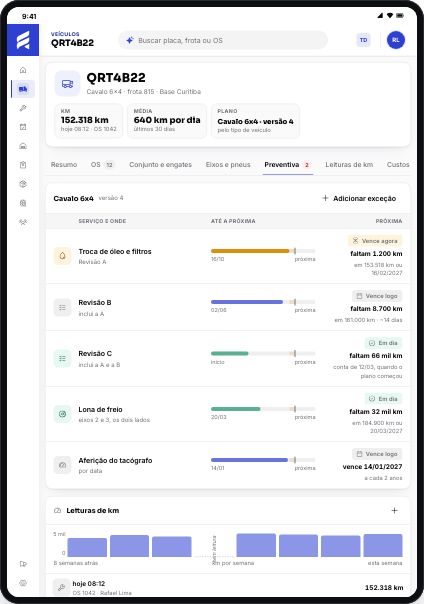 9:41
VEÍCULOS
QRT4B22
Buscar placa, frota ou OS
TD
RL
QRT4B22
Cavalo 6×4 · frota 815 · Base Curitiba
KM
152.318 km
hoje 08:12 · OS 1042
MÉDIA
640 km por dia
últimos 30 dias
PLANO
Cavalo 6x4 · versão 4
pelo tipo de veículo
Resumo
OS 12
Conjunto e engates
Eixos e pneus
Preventiva 2
Leituras de km
Custos
Cavalo 6x4 versão 4
+ Adicionar exceção
SERVIÇO E ONDE
ATÉ A PRÓXIMA
PRÓXIMA
Troca de óleo e filtros
Revisão A
16/10
próxima
Vence agora
faltam 1.200 km
em 153.518 km ou
16/02/2027
Revisão B
inclui a A
02/06
próxima
Vence logo
faltam 8.700 km
em 161.000 km · ~14 dias
Revisão C
inclui a A e a B
início
próxima
Em dia
faltam 66 mil km
conta de 12/03, quando o
plano começou
Lona de freio
eixos 2 e 3, os dois lados
20/03
próxima
Em dia
faltam 32 mil km
em 184.900 km ou
20/03/2027
Aferição do tacógrafo
por data
14/01
próxima
Vence logo
vence 14/01/2027
a cada 2 anos
Leituras de km
5 mil
0
8 semanas atrás
sem leitura
km por semana
esta semana
hoje 08:12
OS 1042 · Rafael Lima
152.318 km